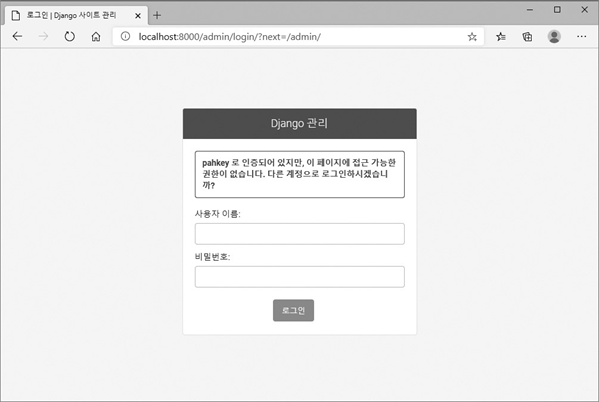 로그인 | Django 사이트 관리
localhost:8000/admin/login/?next=/admin/
Django 관리
pahkey 로 인증되어 있지만, 이 페이지에 접근 가능한
권한이 없습니다. 다른 계정으로 로그인하시겠습니
까?
사용자 이름:
비밀번호:
로그인